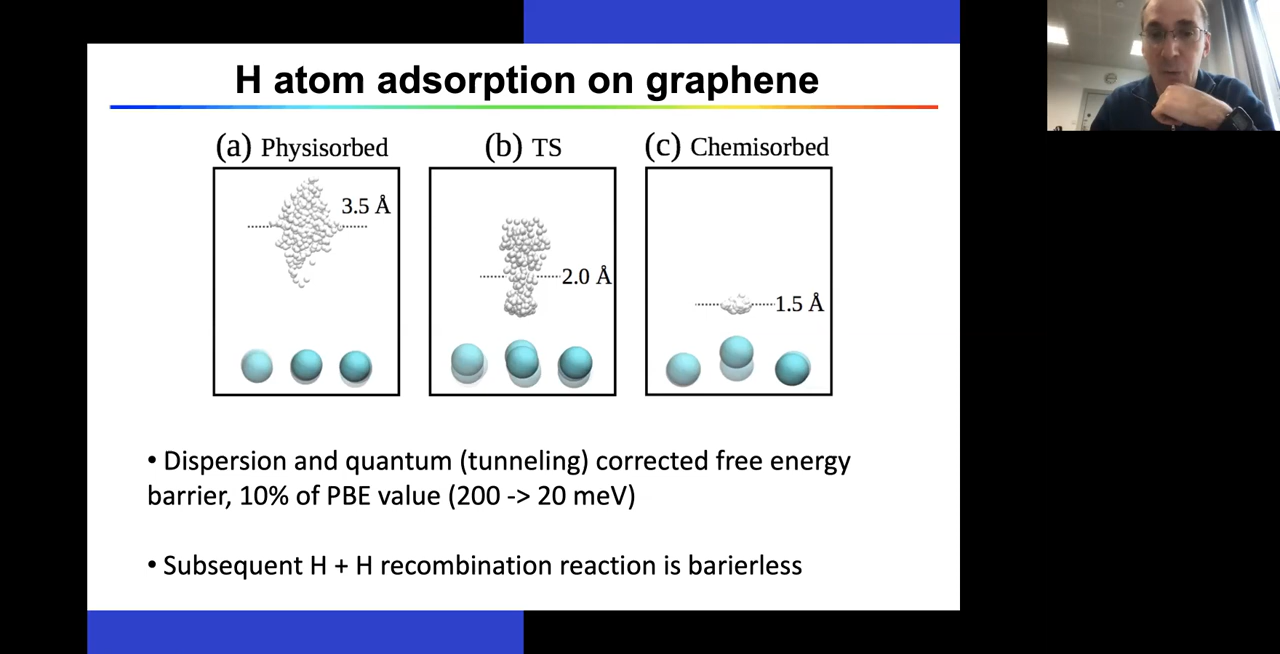 H atom adsorption on graphene
(a) Physisorbed
(b) TS
(c) Chemisorbed
3.5 Å
2.0 Å
1.5 Å
• Dispersion and quantum (tunneling) corrected free energy
barrier, 10% of PBE value (200 -> 20 meV)
• Subsequent H + H recombination reaction is barierless